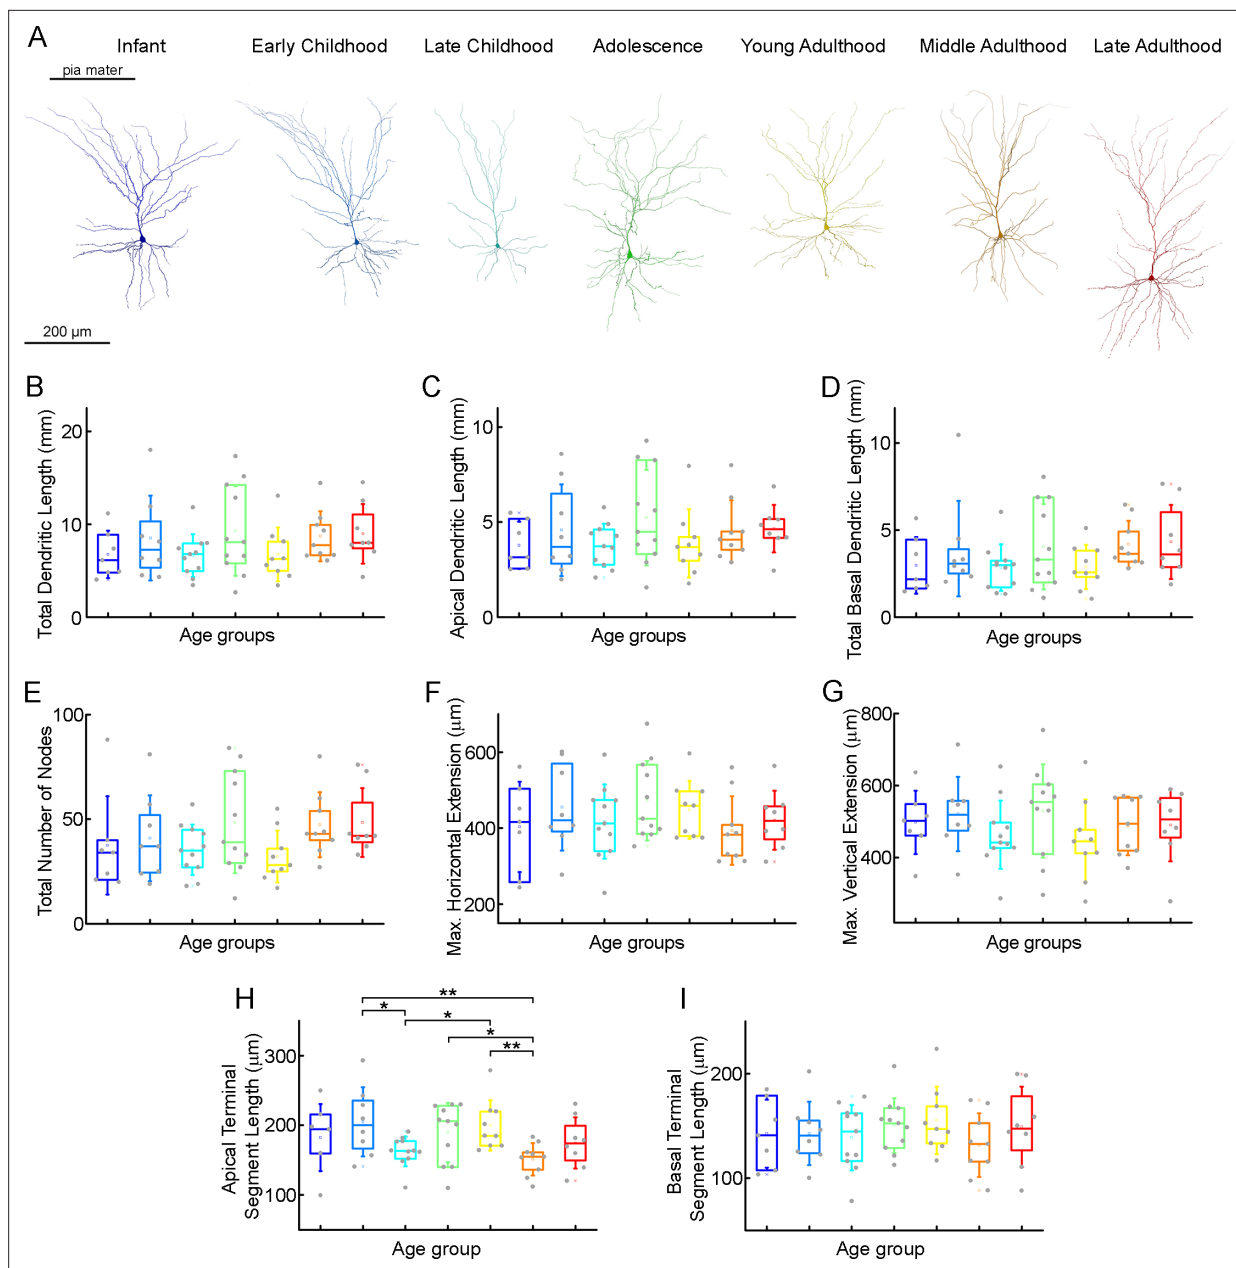 A
Infant
Early Childhood
Late Childhood
Adolescence
Young Adulthood
Middle Adulthood
Late Adulthood
pia mater
200 μm
B
Total Dendritic Length (mm)
20
10
0
Age groups
C
Apical Dendritic Length (mm)
10
5
0
Age groups
D
Total Basal Dendritic Length (mm)
10
5
0
Age groups
E
Total Number of Nodes
100
50
0
Age groups
F
Max. Horizontal Extension (μm)
600
400
200
Age groups
G
Max. Vertical Extension (μm)
800
600
400
Age groups
H
Apical Terminal
Segment Length (μm)
300
200
100
**
*
*
*
**
Age group
I
Basal Terminal
Segment Length (μm)
200
100
Age group